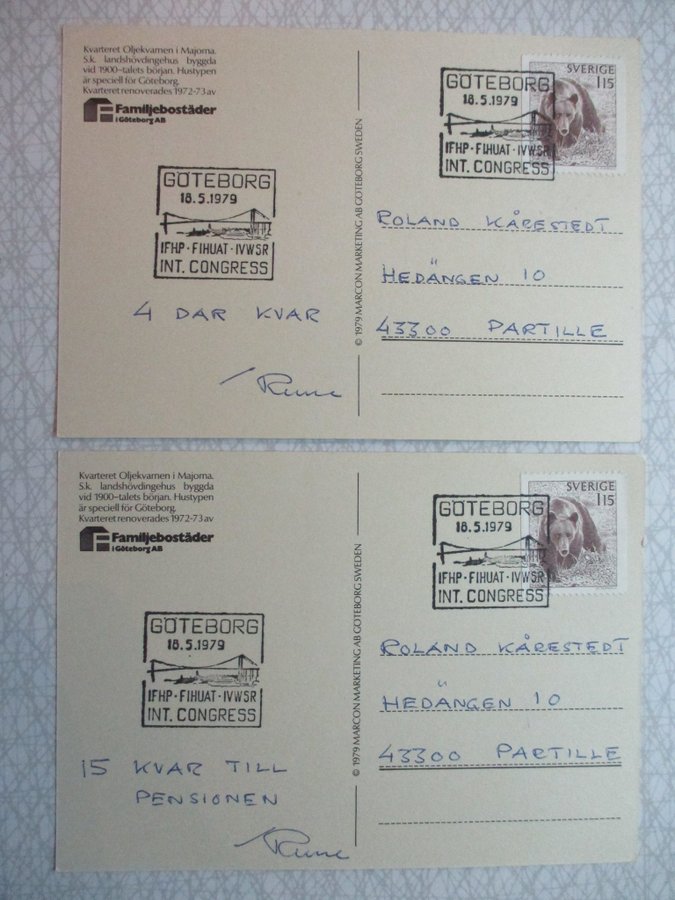 Kvarteret Oljekvarnen i Majorna.
S.k. landshövdingehus byggda
vid 1900-talets början. Hustypen
är speciell för Göteborg.
Kvarteret renoverades 1972-73 av
Familjebostäder
i Göteborg AB
GÖTEBORG
18.5.1979
IFHP · FIHUAT · IVWSR
INT. CONGRESS
4 DAR KVAR
Rune
© 1979 MARCON MARKETING AB GÖTEBORG SWEDEN
SVERIGE
115
GÖTEBORG
18.5.1979
IFHP · FIHUAT · IVWSR
INT. CONGRESS
ROLAND KÅRESTEDT
HEDÄNGEN 10
43300 PARTILLE
Kvarteret Oljekvarnen i Majorna.
S.k. landshövdingehus byggda
vid 1900-talets början. Hustypen
är speciell för Göteborg.
Kvarteret renoverades 1972-73 av
Familjebostäder
i Göteborg AB
GÖTEBORG
18.5.1979
IFHP · FIHUAT · IVWSR
INT. CONGRESS
15 KVAR TILL
PENSIONEN
Rune
© 1979 MARCON MARKETING AB GÖTEBORG SWEDEN
SVERIGE
115
GÖTEBORG
18.5.1979
IFHP · FIHUAT · IVWSR
INT. CONGRESS
ROLAND KÅRESTEDT
HEDÄNGEN 10
43300 PARTILLE